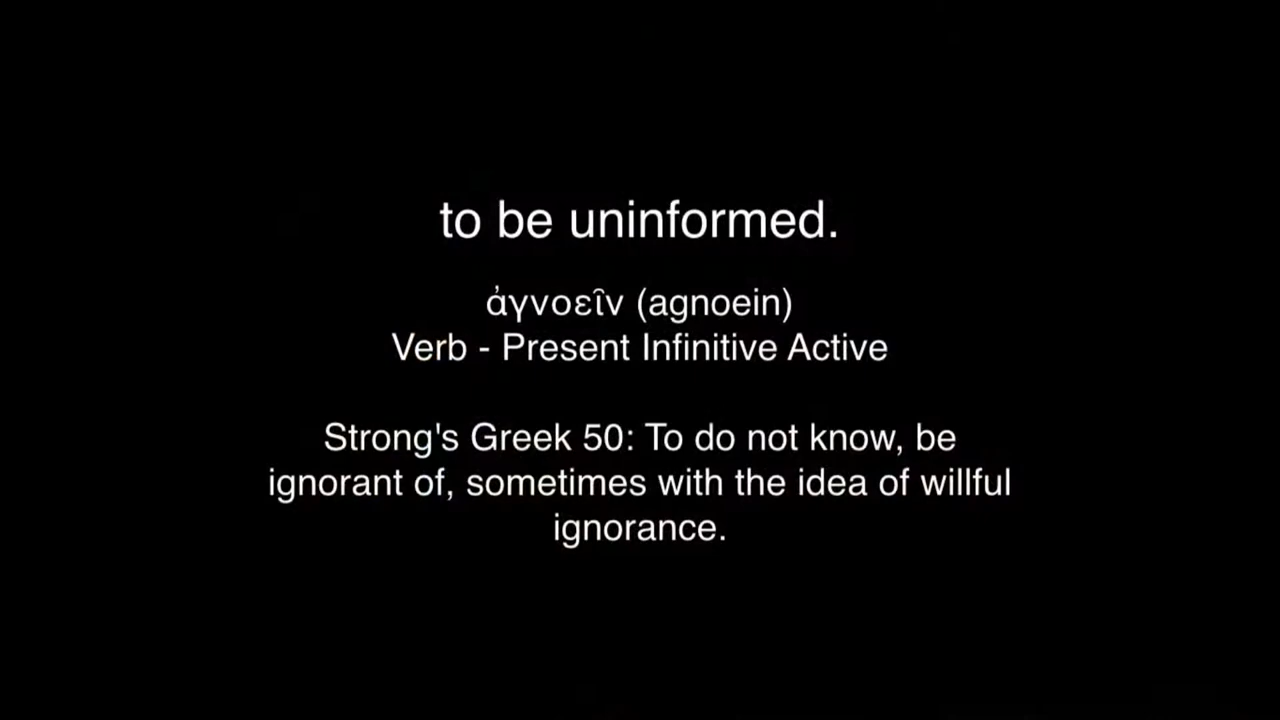 to be uninformed.
ἀγνοεῖν (agnoein)
Verb - Present Infinitive Active
Strong's Greek 50: To do not know, be
ignorant of, sometimes with the idea of willful
ignorance.